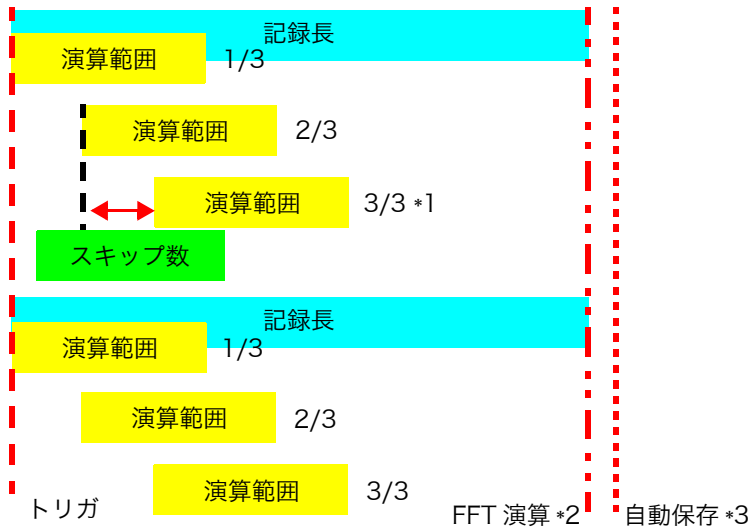 記録長
演算範囲 1/3
演算範囲 2/3
演算範囲 3/3 *1
スキップ数
記録長
演算範囲 1/3
演算範囲 2/3
演算範囲 3/3
トリガ FFT 演算 *2 自動保存 *3